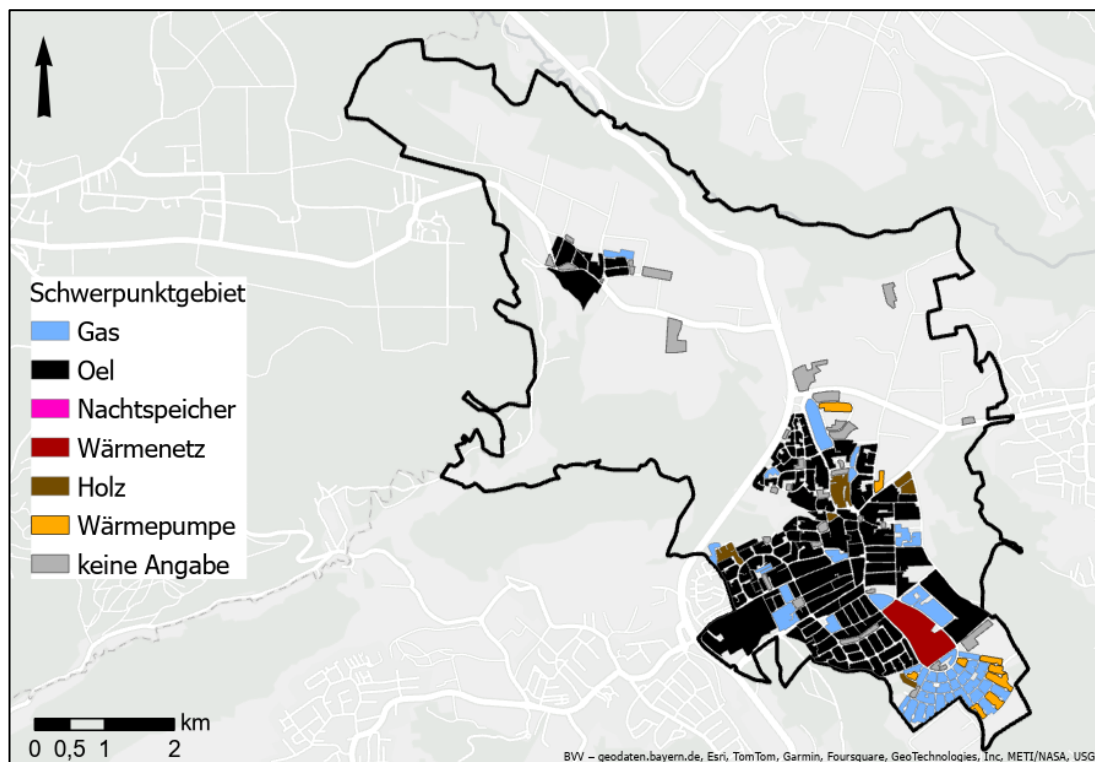 Schwerpunktgebiet
Gas
Oel
Nachtspeicher
Wärmenetz
Holz
Wärmepumpe
keine Angabe
km
0 0,5 1 2
BVV – geodaten.bayern.de, Esri, TomTom, Garmin, Foursquare, GeoTechnologies, Inc, METI/NASA, USG